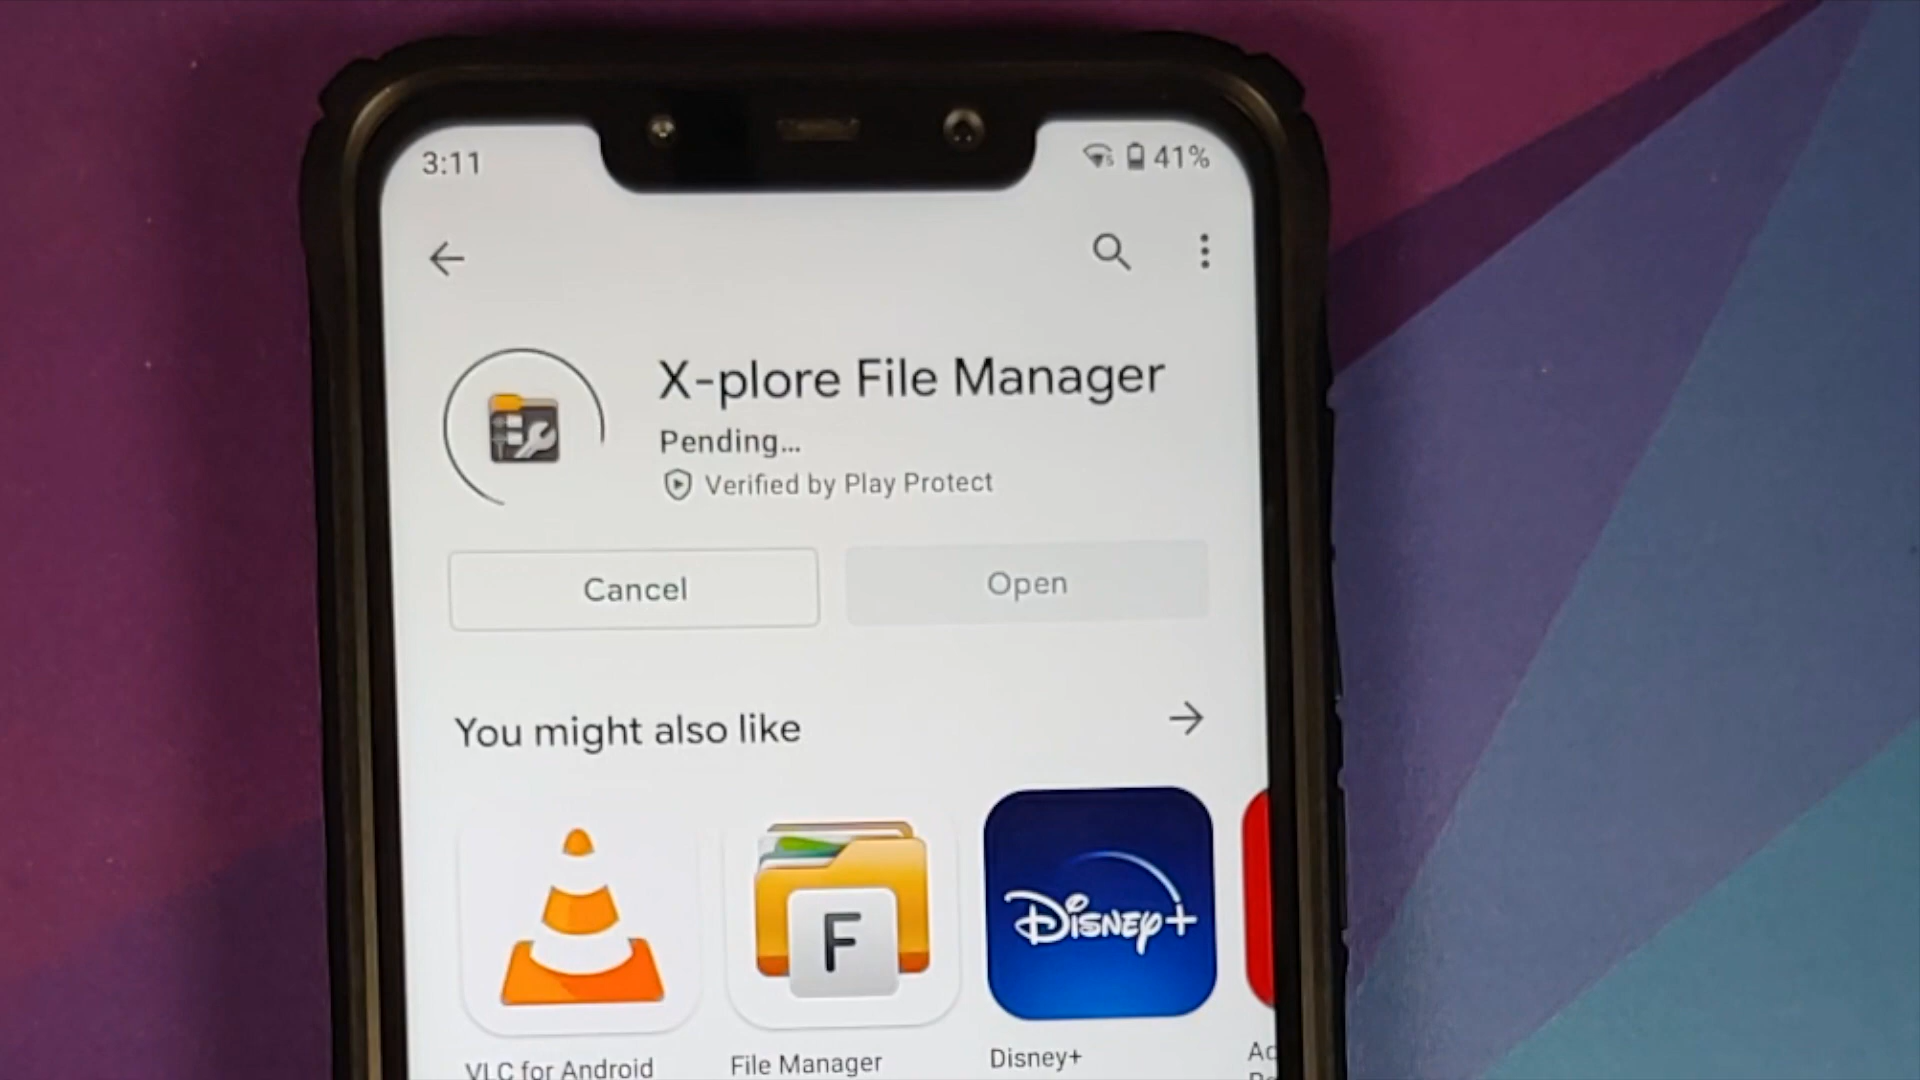 3:11
41%
X-plore File Manager
Pending...
Verified by Play Protect
Cancel
Open
You might also like
F
Disney+
VLC for Android
File Manager
Disney+